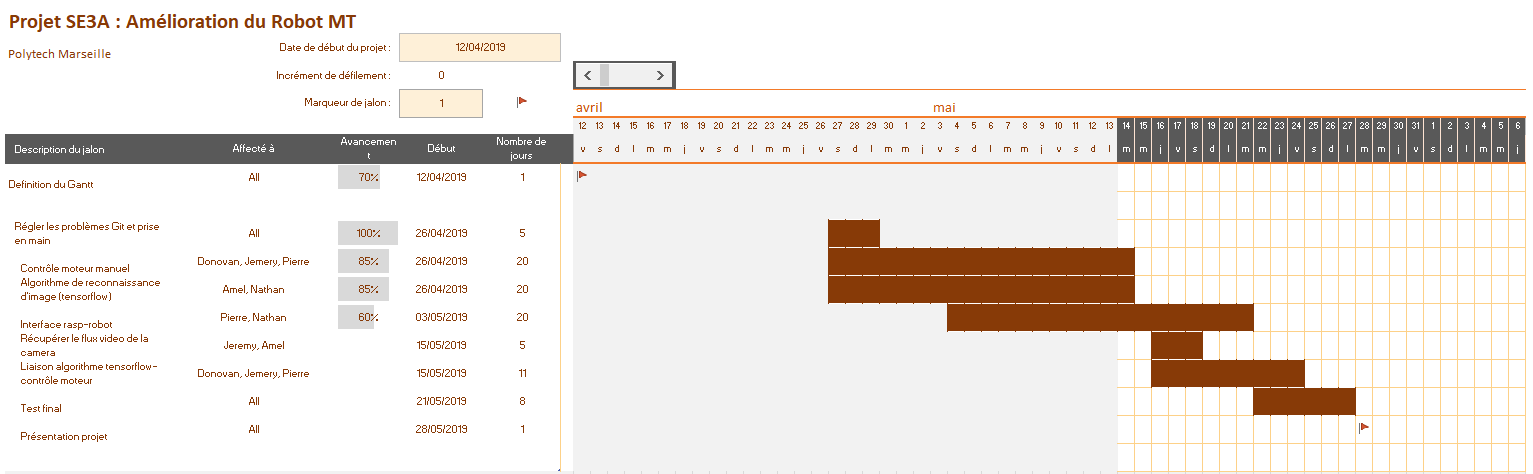 Projet SE3A : Amélioration du Robot MT
Polytech Marseille
Date de début du projet : 12/04/2019
Incrément de défilement : 0
Marqueur de jalon : 1
avril mai
12 13 14 15 16 17 18 19 20 21 22 23 24 25 26 27 28 29 30 1 2 3 4 5 6 7 8 9 10 11 12 13 14 15 16 17 18 19 20 21 22 23 24 25 26 27 28 29 30 31 1 2 3 4 5 6
v s d l m m j v s d l m m j v s d l m m j v s d l m m j v s d l m m j v s d l m m j v s d l m m j v s d l m m j
Description du jalon Affecté à Avancemen
t Début Nombre de
jours
Definition du Gantt All 70% 12/04/2019 1
Régler les problèmes Git et prise
en main All 100% 26/04/2019 5
Contrôle moteur manuel Donovan, Jemery, Pierre 85% 26/04/2019 20
Algorithme de reconnaissance
d'image (tensorflow) Amel, Nathan 85% 26/04/2019 20
Interface rasp-robot Pierre, Nathan 60% 03/05/2019 20
Récupérer le flux video de la
camera Jeremy, Amel 15/05/2019 5
Liaison algorithme tensorflow-
contrôle moteur Donovan, Jemery, Pierre 15/05/2019 11
Test final All 21/05/2019 8
Présentation projet All 28/05/2019 1